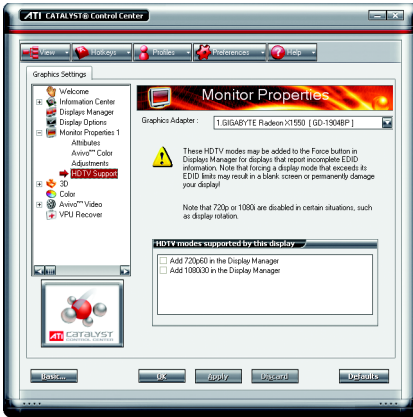 ATI CATALYST® Control Center
View
Hotkeys
Profiles
Preferences
Help
Graphics Settings
Welcome
Information Center
Displays Manager
Display Options
Monitor Properties 1
Attributes
Avivo™ Color
Adjustments
HDTV Support
3D
Color
Avivo™ Video
VPU Recover
ATI CATALYST
CONTROL CENTER
Monitor Properties
Graphics Adapter :
1.GIGABYTE Radeon X1550 [ GD-1904BP ]
These HDTV modes may be added to the Force button in
Displays Manager for displays that report incomplete EDID
information. Note that forcing a display mode that exceeds its
EDID limits may result in a blank screen or permanently damage
your display!
Note that 720p or 1080i are disabled in certain situations, such
as display rotation.
HDTV modes supported by this display
Add 720p60 in the Display Manager
Add 1080i30 in the Display Manager
Basic...
OK
Apply
Discard
Defaults